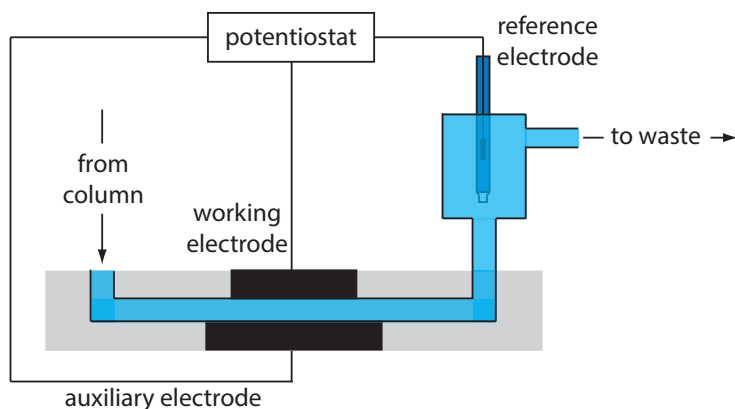 potentiostat
reference
electrode
from
column
to waste
working
electrode
auxiliary electrode